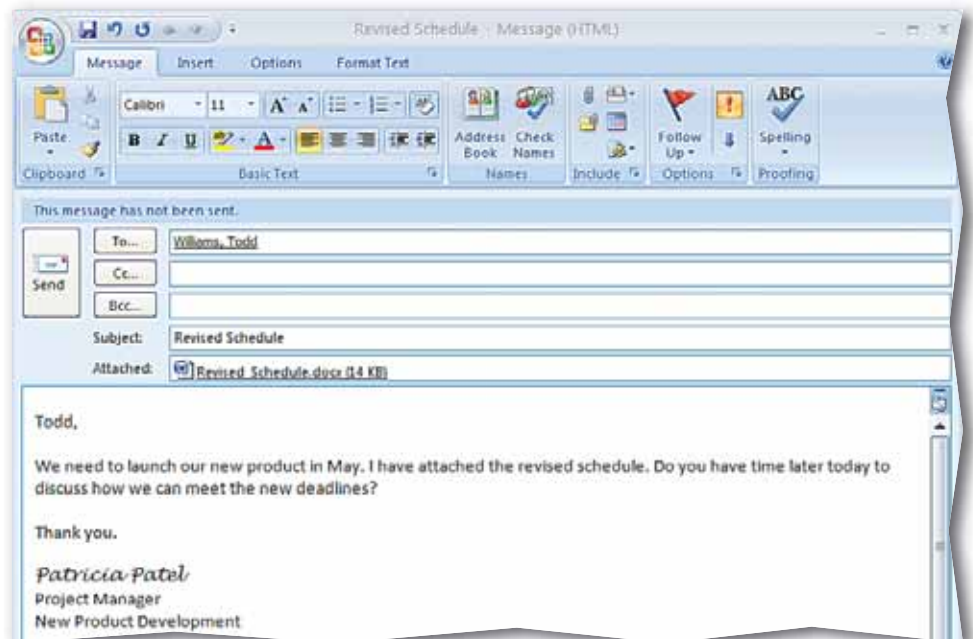 Revised Schedule - Message (HTML)
Message Insert Options Format Text
Calibri 11 A A ABC
Paste B I U A Address Check Follow Spelling
Book Names Up
Clipboard Basic Text Names Include Options Proofing
This message has not been sent.
To... Williams, Todd
Send Cc...
Bcc...
Subject: Revised Schedule
Attached: Revised Schedule.docx (14 KB)
Todd,
We need to launch our new product in May. I have attached the revised schedule. Do you have time later today to
discuss how we can meet the new deadlines?
Thank you.
Patricia Patel
Project Manager
New Product Development